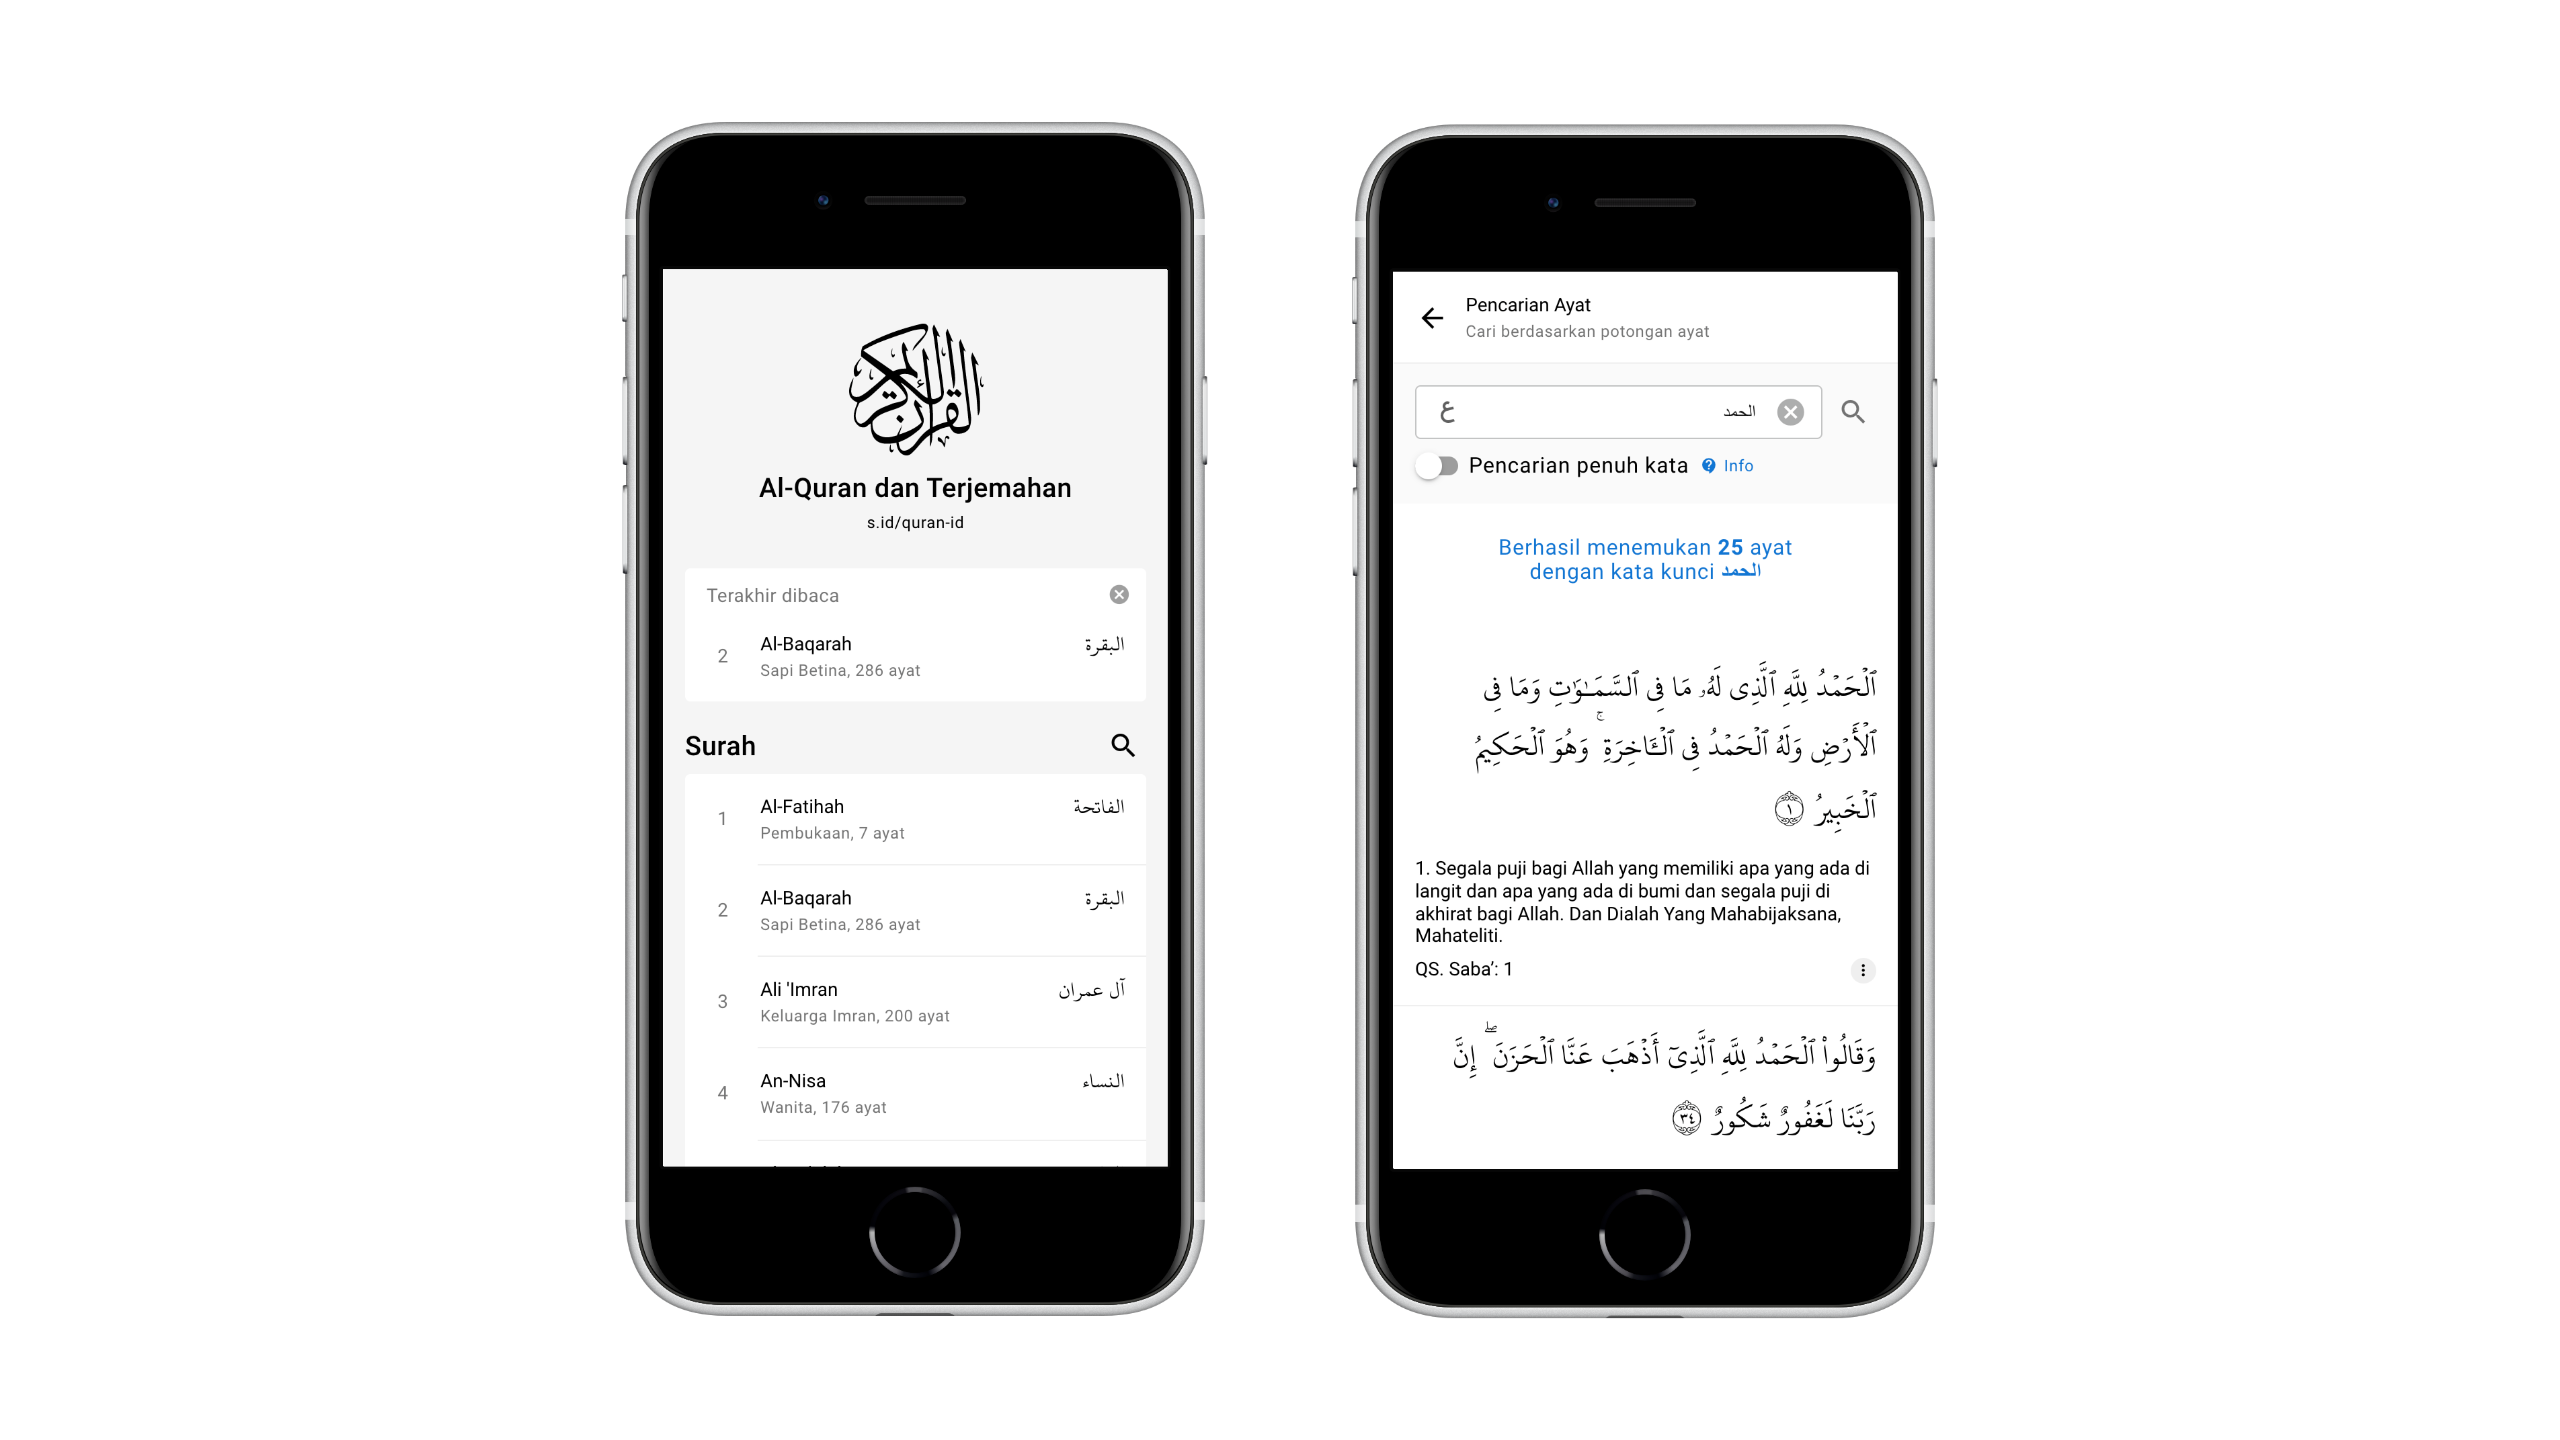 القرآن الكريم
Al-Quran dan Terjemahan
s.id/quran-id
Terakhir dibaca
2
Al-Baqarah
البقرة
Sapi Betina, 286 ayat
Surah
1
Al-Fatihah
الفاتحة
Pembukaan, 7 ayat
2
Al-Baqarah
البقرة
Sapi Betina, 286 ayat
3
Ali 'Imran
آل عمران
Keluarga Imran, 200 ayat
4
An-Nisa
النساء
Wanita, 176 ayat
Pencarian Ayat
Cari berdasarkan potongan ayat
ع
الحمد
Pencarian penuh kata
Info
Berhasil menemukan 25 ayat
dengan kata kunci الحمد
ٱلْحَمْدُ لِلَّهِ ٱلَّذِى لَهُۥ مَا فِى ٱلسَّمَـٰوَٰتِ وَمَا فِى
ٱلْأَرْضِ وَلَهُ ٱلْحَمْدُ فِى ٱلْـَٔاخِرَةِ ۚ وَهُوَ ٱلْحَكِيمُ
ٱلْخَبِيرُ ١
1. Segala puji bagi Allah yang memiliki apa yang ada di
langit dan apa yang ada di bumi dan segala puji di
akhirat bagi Allah. Dan Dialah Yang Mahabijaksana,
Mahateliti.
QS. Saba’: 1
وَقَالُوا۟ ٱلْحَمْدُ لِلَّهِ ٱلَّذِىٓ أَذْهَبَ عَنَّا ٱلْحَزَنَ ۖ إِنَّ
رَبَّنَا لَغَفُورٌ شَكُورٌ ٣٤